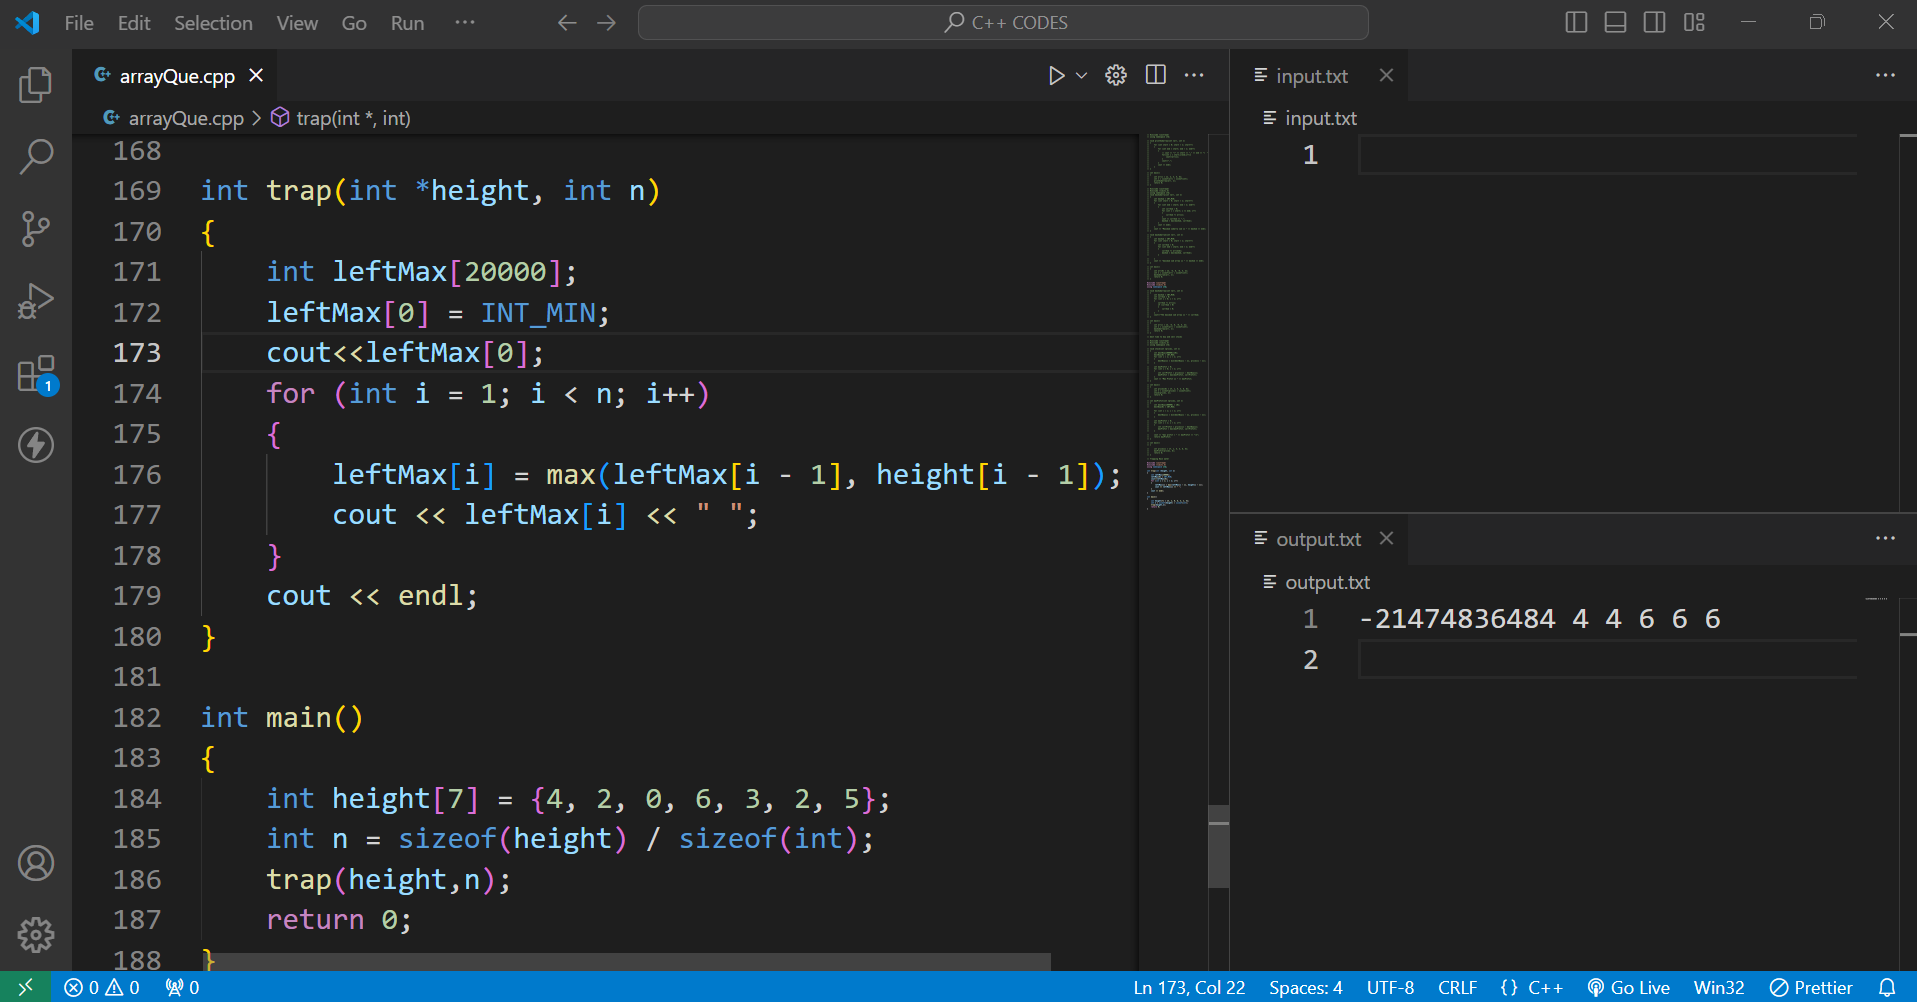 File Edit Selection View Go Run ··· C++ CODES
arrayQue.cpp
arrayQue.cpp > trap(int *, int)
168
169 int trap(int *height, int n)
170 {
171 int leftMax[20000];
172 leftMax[0] = INT_MIN;
173 cout<<leftMax[0];
174 for (int i = 1; i < n; i++)
175 {
176 leftMax[i] = max(leftMax[i - 1], height[i - 1]);
177 cout << leftMax[i] << " ";
178 }
179 cout << endl;
180 }
181
182 int main()
183 {
184 int height[7] = {4, 2, 0, 6, 3, 2, 5};
185 int n = sizeof(height) / sizeof(int);
186 trap(height,n);
187 return 0;
188 }
input.txt
input.txt
1
output.txt
output.txt
1 -21474836484 4 4 6 6 6
2
1
0 0 0 Ln 173, Col 22 Spaces: 4 UTF-8 CRLF {} C++ Go Live Win32 Prettier